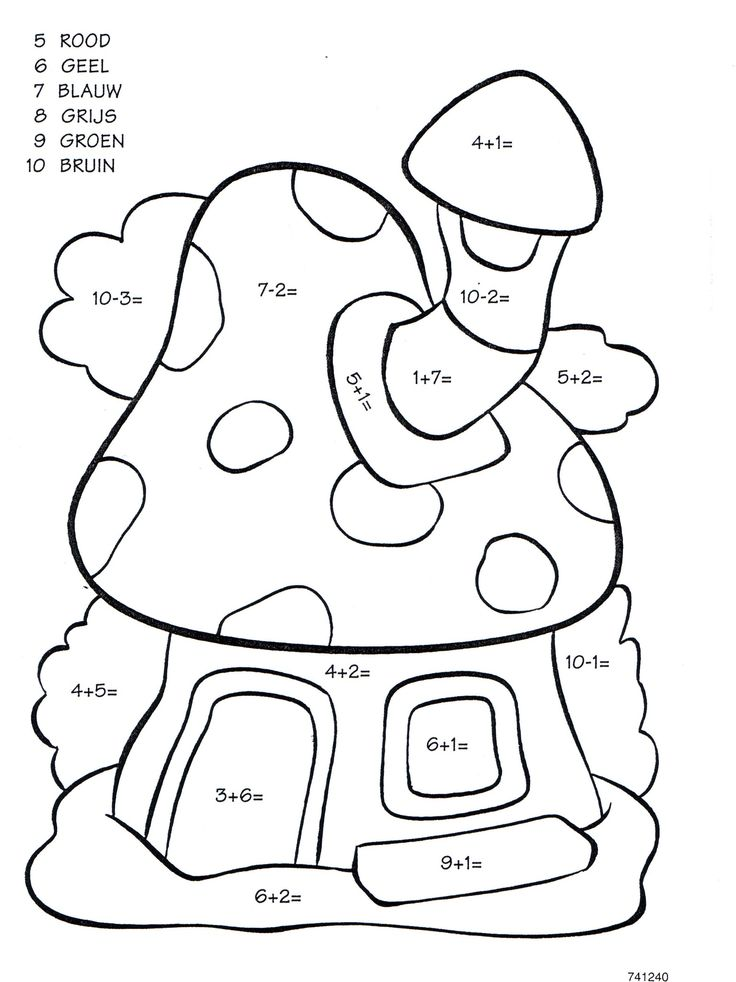 5 ROOD
6 GEEL
7 BLAUW
8 GRIJS
9 GROEN
10 BRUIN
4+1=
10-3=
7-2=
10-2=
5+1=
1+7=
5+2=
4+2=
10-1=
4+5=
6+1=
3+6=
9+1=
6+2=
741240